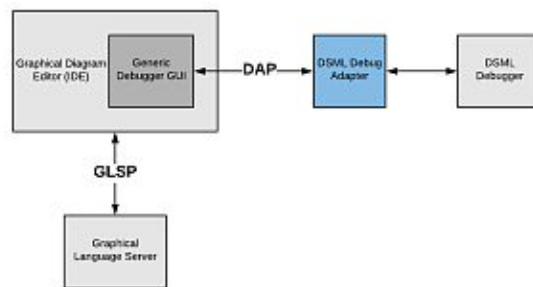 Graphical Diagram
Editor (IDE)
Generic
Debugger GUI
DAP
DSML Debug
Adapter
DSML
Debugger
GLSP
Graphical
Language Server